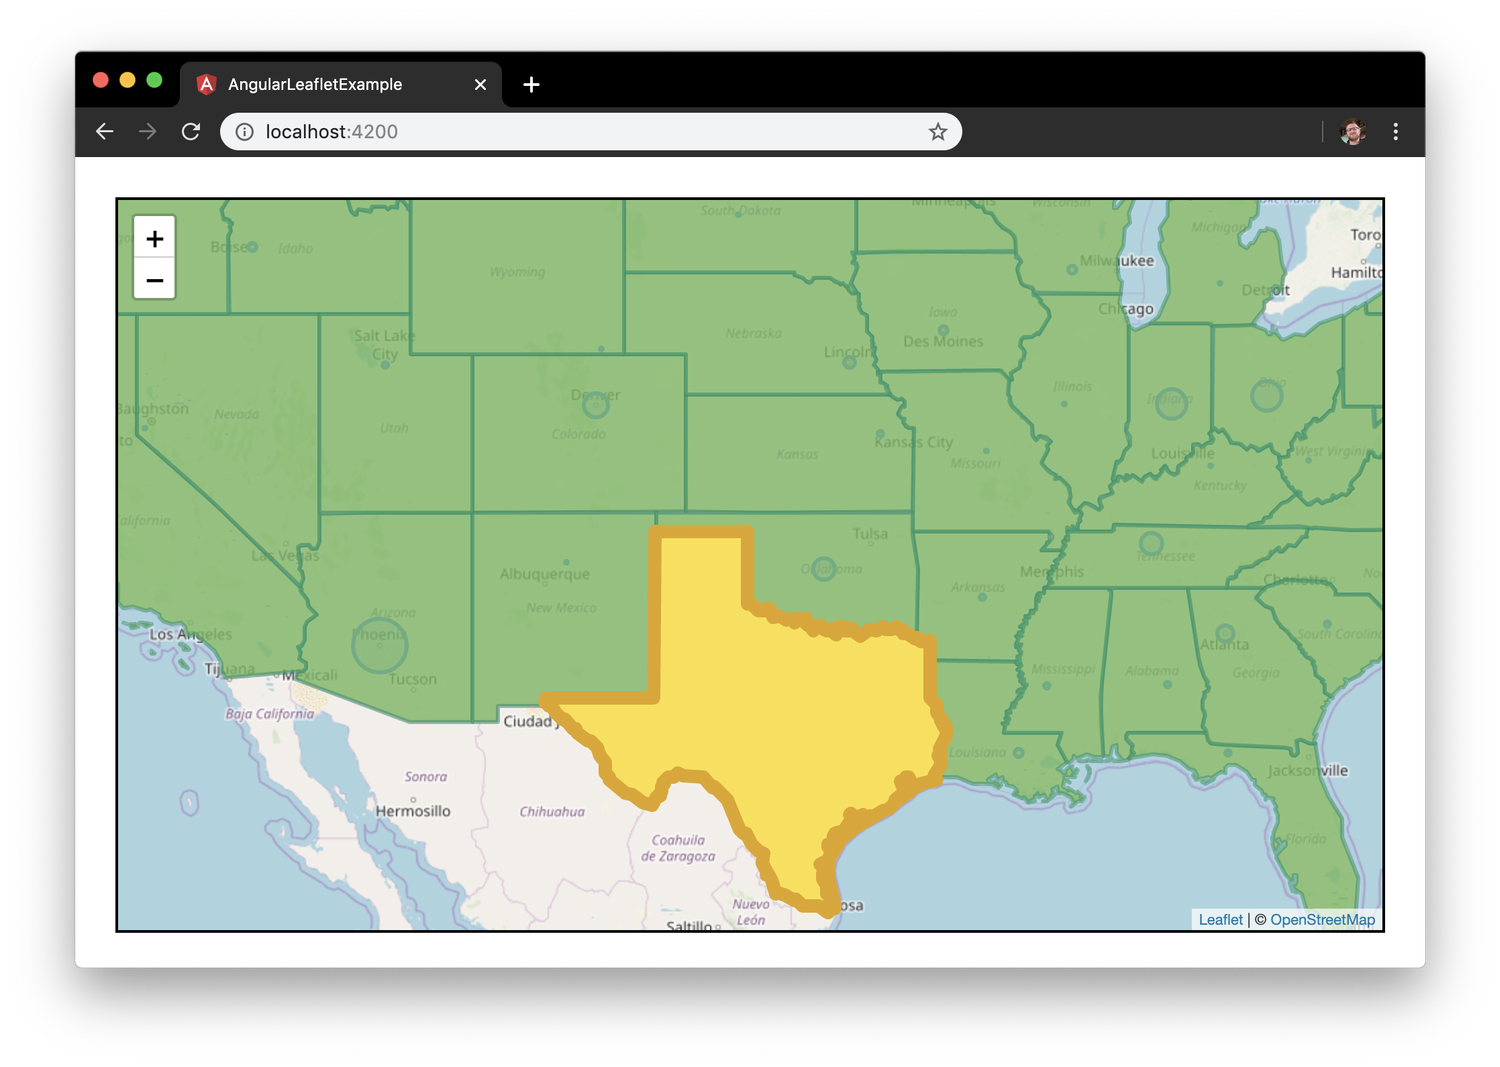 AngularLeafletExample
localhost:4200
+
−
South Dakota
Minneapolis
Wisconsin
Michigan
Toro
Boise
Idaho
Wyoming
Milwaukee
Hamilto
Detroit
Iowa
Chicago
Salt Lake
City
Nebraska
Lincoln
Des Moines
Denver
Illinois
Indiana
Ohio
Baughston
Nevada
Utah
Colorado
Kansas City
to
Kansas
Missouri
Louisville
West Virginia
Kentucky
alifornia
Las Vegas
Tulsa
Albuquerque
Oklahoma
Memphis
Tennessee
Charlotte
No
New Mexico
Arkansas
Arizona
Phoenix
Los Angeles
Atlanta
South Carolina
Tijuana
Mexicali
Tucson
Mississippi
Alabama
Georgia
Baja California
Ciudad J
Louisiana
Jacksonville
Sonora
Hermosillo
Chihuahua
Coahuila
de Zaragoza
Florida
Nuevo
León
osa
Saltillo
Leaflet | © OpenStreetMap